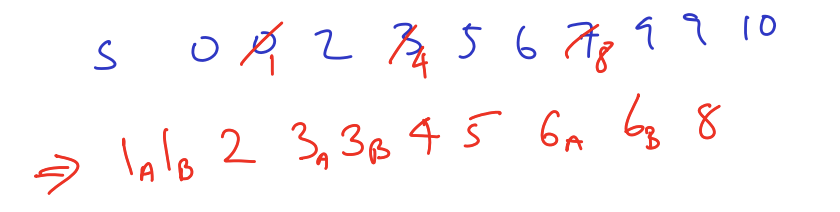 S 0 0 1 2 3 4 5 6 7 8 9 9 10
⇒ 1A 1B 2 3A 3B 4 5 6A 6B 8